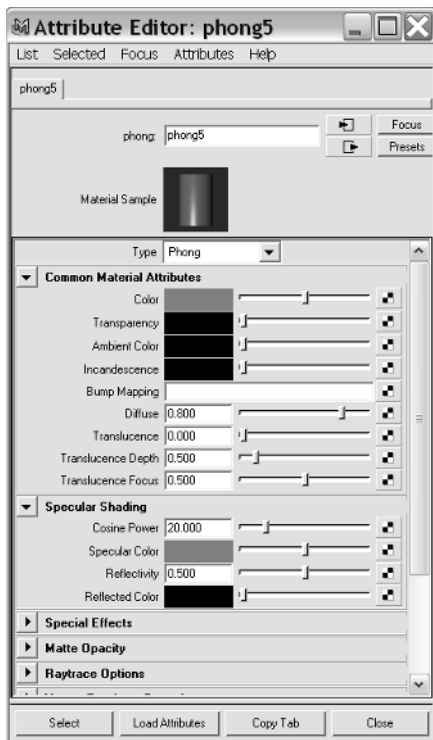 Attribute Editor: phong5
List Selected Focus Attributes Help
phong5
phong: phong5
Focus
Presets
Material Sample
Type Phong
Common Material Attributes
Color
Transparency
Ambient Color
Incandescence
Bump Mapping
Diffuse 0.800
Translucence 0.000
Translucence Depth 0.500
Translucence Focus 0.500
Specular Shading
Cosine Power 20.000
Specular Color
Reflectivity 0.500
Reflected Color
Special Effects
Matte Opacity
Raytrace Options
Select Load Attributes Copy Tab Close